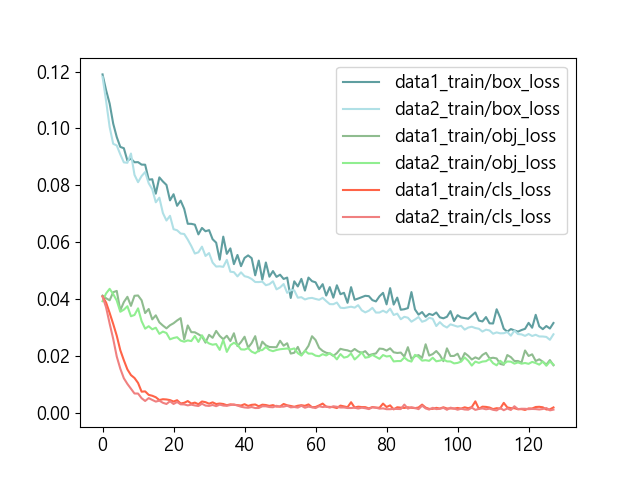 0.12
0.10
0.08
0.06
0.04
0.02
0.00
0
20
40
60
80
100
120
data1_train/box_loss
data2_train/box_loss
data1_train/obj_loss
data2_train/obj_loss
data1_train/cls_loss
data2_train/cls_loss